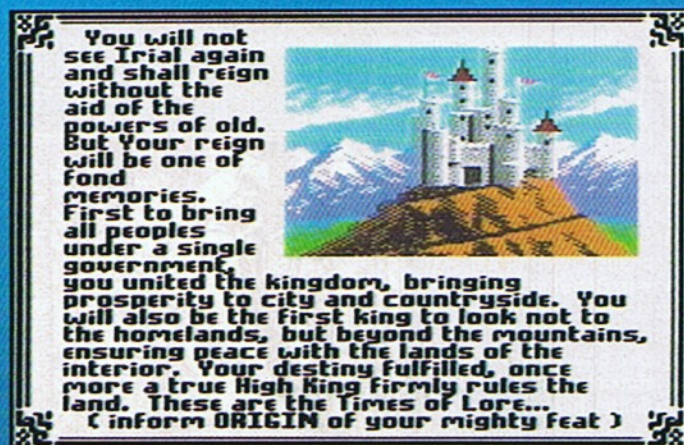 You will not
see Irial again
and shall reign
without the
aid of the
powers of old.
But Your reign
will be one of
fond
memories.
First to bring
all peoples
under a single
government,
you united the kingdom, bringing
prosperity to city and countryside. You
will also be the first king to look not to
the homelands, but beyond the mountains,
ensuring peace with the lands of the
interior. Your destiny fulfilled, once
more a true High King firmly rules the
land. These are the Times of Lore...
( inform ORIGIN of your mighty feat )